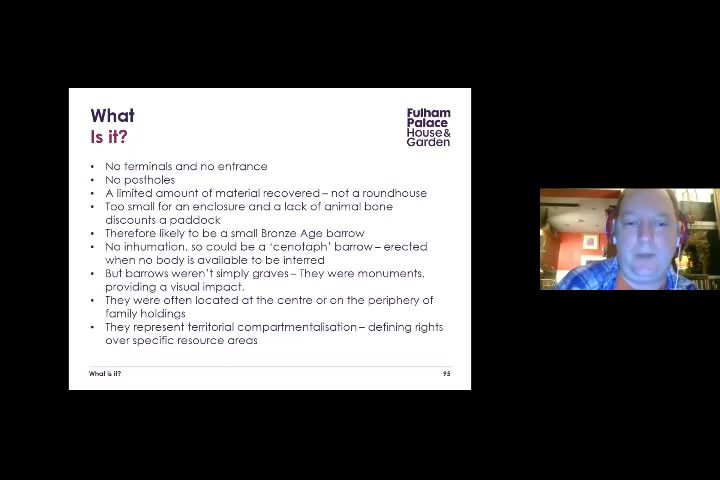 What
Is it?
Fulham
Palace
House &
Garden
• No terminals and no entrance
• No postholes
• A limited amount of material recovered – not a roundhouse
• Too small for an enclosure and a lack of animal bone
discounts a paddock
• Therefore likely to be a small Bronze Age barrow
• No inhumation, so could be a ‘cenotaph’ barrow – erected
when no body is available to be interred
• But barrows weren’t simply graves – They were monuments,
providing a visual impact.
• They were often located at the centre or on the periphery of
family holdings
• They represent territorial compartmentalisation – defining rights
over specific resource areas
What is it?
95